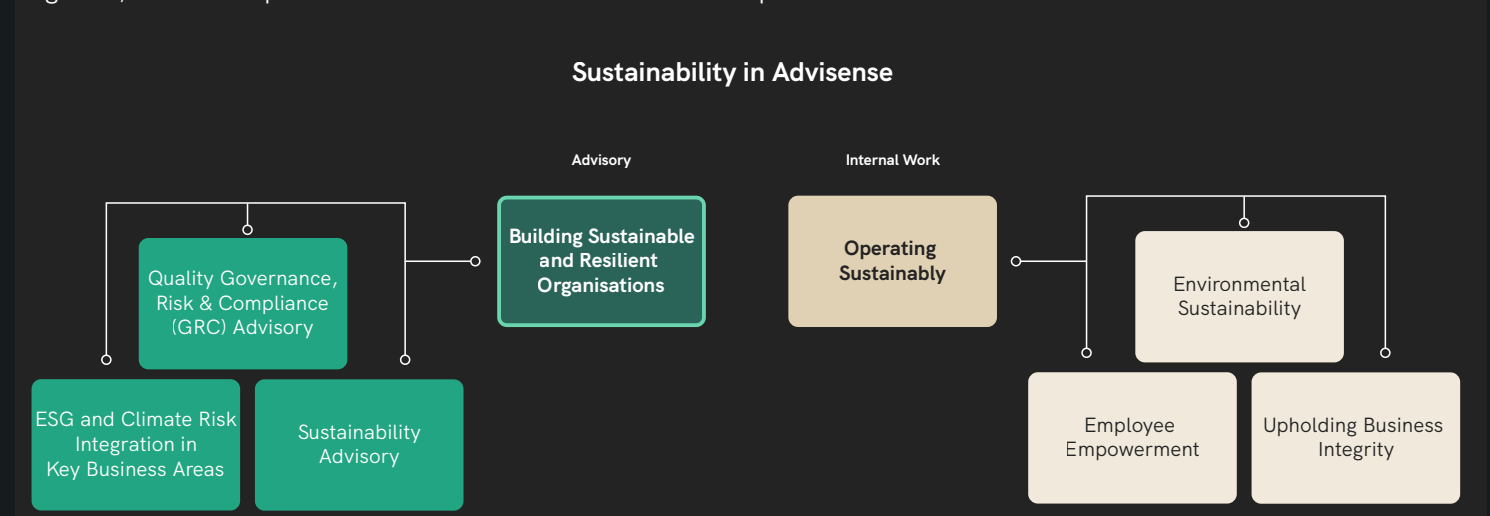 Sustainability in Advisense
Advisory
Internal Work
Building Sustainable
and Resilient
Organisations
Operating
Sustainably
Quality Governance,
Risk & Compliance
(GRC) Advisory
ESG and Climate Risk
Integration in
Key Business Areas
Sustainability
Advisory
Environmental
Sustainability
Employee
Empowerment
Upholding Business
Integrity